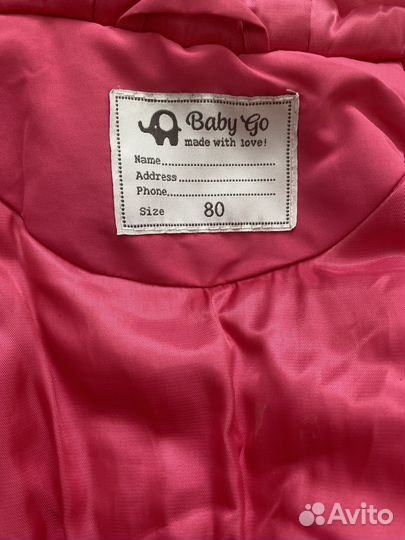 Baby Go
made with love!
Name....................
Address....................
Phone....................
Size 80
Avito